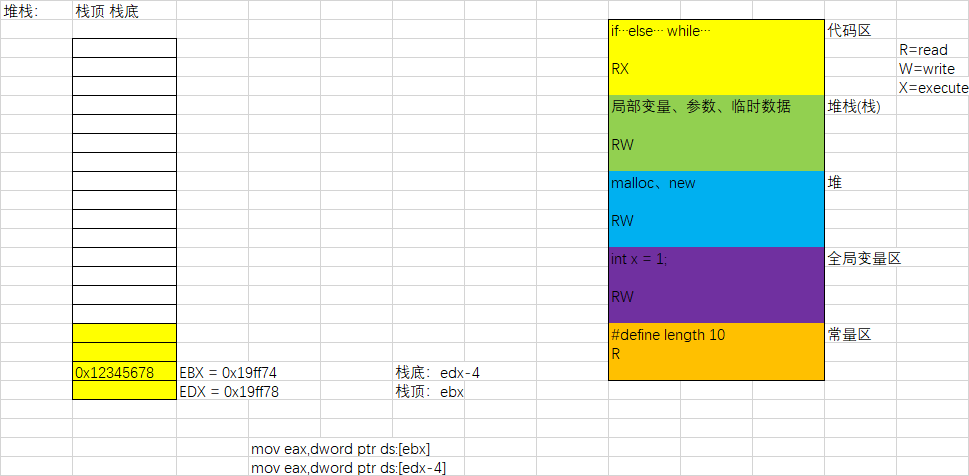 堆栈：
栈顶 栈底
0x12345678
EBX = 0x19ff74
栈底：edx-4
EDX = 0x19ff78
栈顶：ebx
mov eax,dword ptr ds:[ebx]
mov eax,dword ptr ds:[edx-4]
if…else… while…
代码区
RX
R=read
W=write
X=execute
局部变量、参数、临时数据
堆栈(栈)
RW
malloc、new
堆
RW
int x = 1;
全局变量区
RW
#define length 10
常量区
R